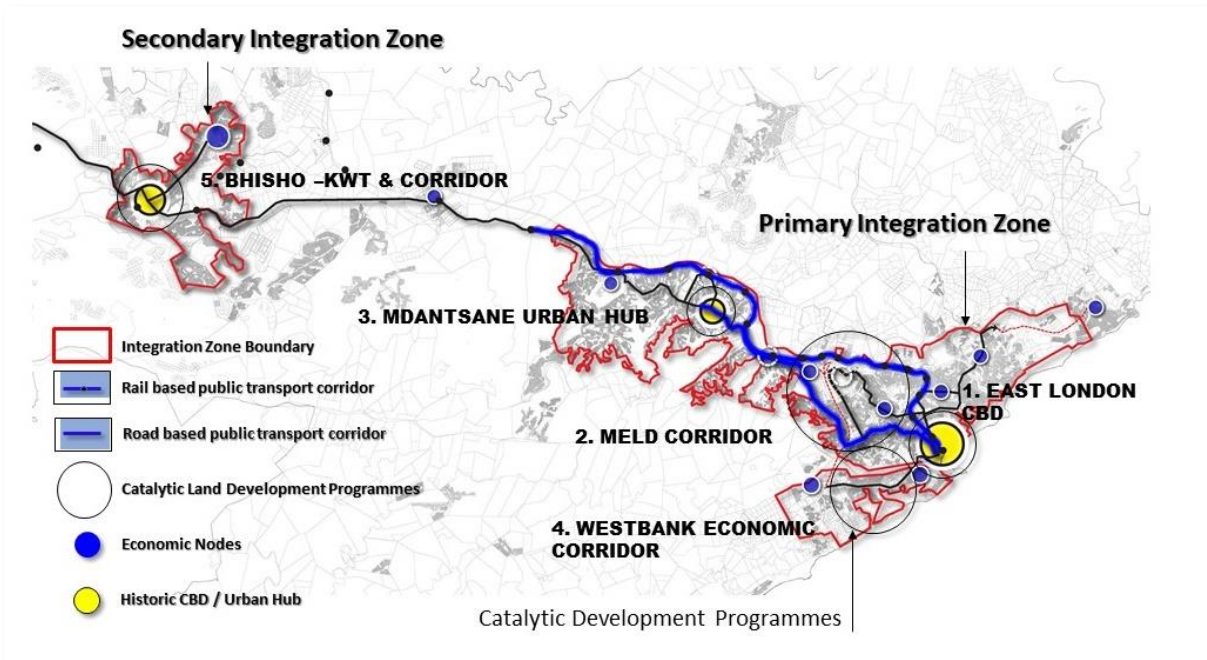 Secondary Integration Zone
5. BHISHO –KWT & CORRIDOR
Primary Integration Zone
3. MDANTSANE URBAN HUB
1. EAST LONDON
CBD
2. MELD CORRIDOR
4. WESTBANK ECONOMIC
CORRIDOR
Catalytic Development Programmes
Integration Zone Boundary
Rail based public transport corridor
Road based public transport corridor
Catalytic Land Development Programmes
Economic Nodes
Historic CBD / Urban Hub